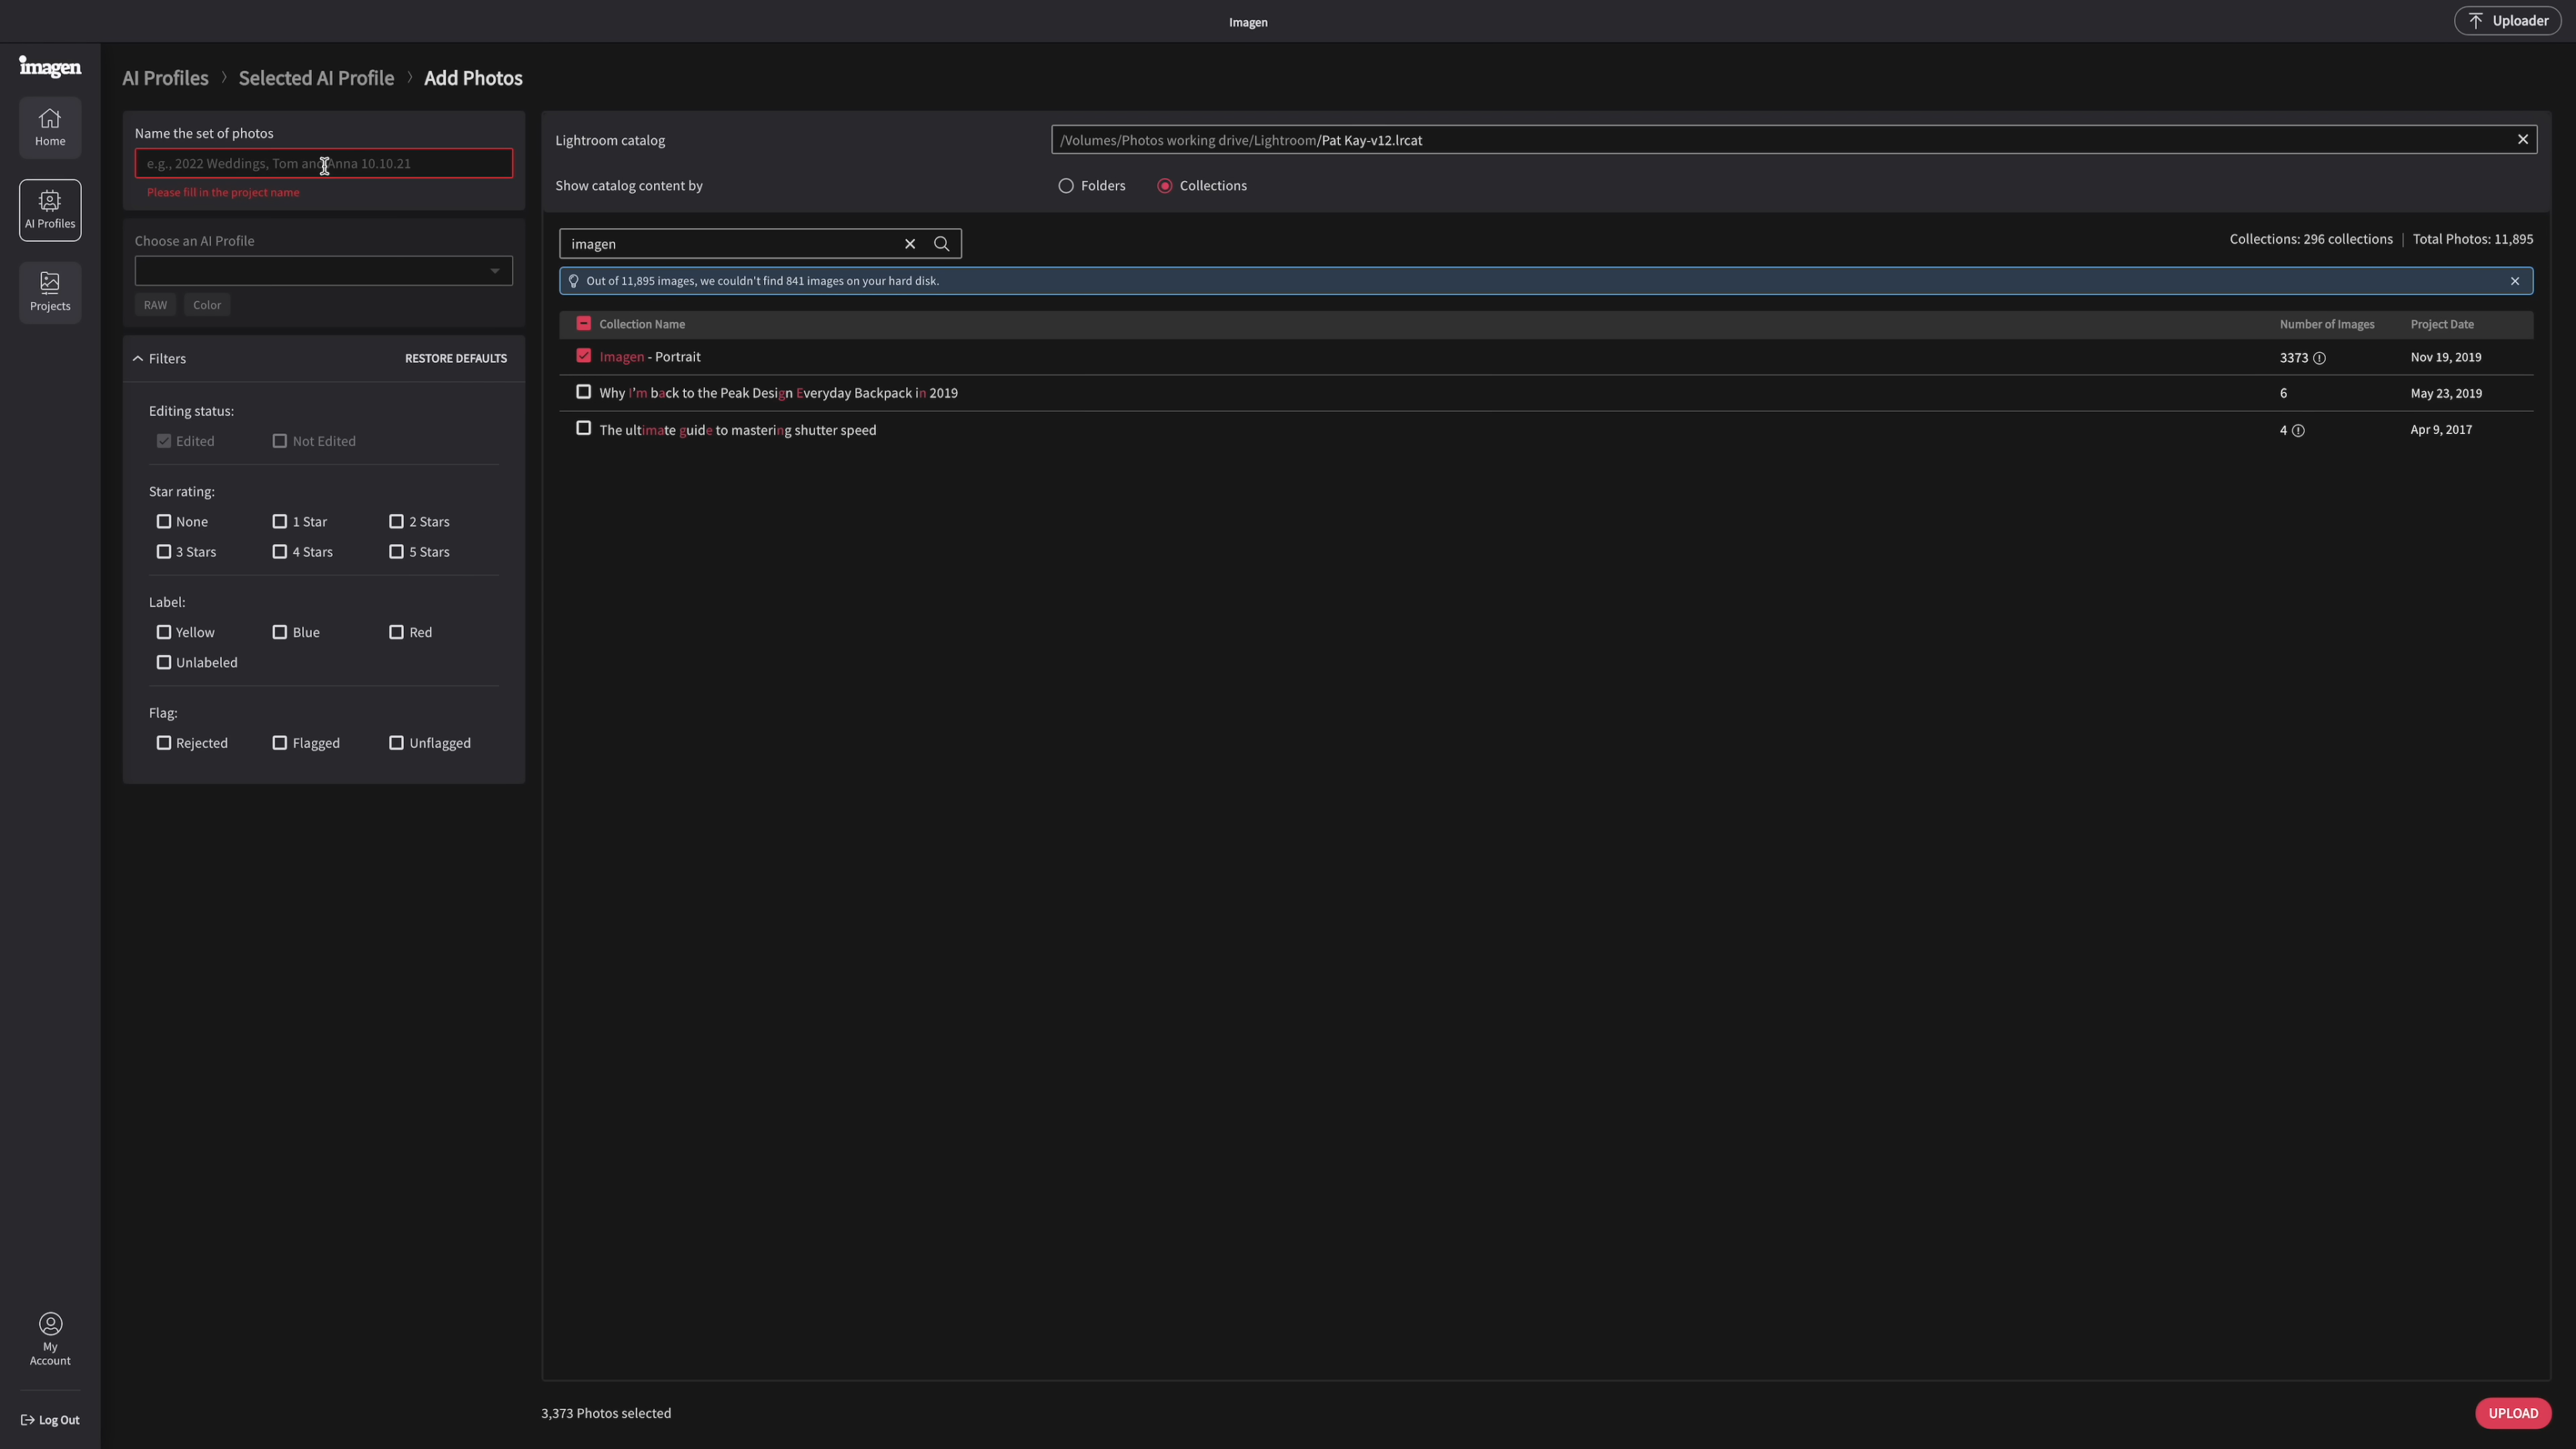 Imagen
Uploader
imagen
AI Profiles > Selected AI Profile > Add Photos
Home
AI Profiles
Projects
My
Account
Log Out
Name the set of photos
e.g., 2022 Weddings, Tom and Anna 10.10.21
Please fill in the project name
Choose an AI Profile
RAW Color
Filters RESTORE DEFAULTS
Editing status:
Edited Not Edited
Star rating:
None 1 Star 2 Stars
3 Stars 4 Stars 5 Stars
Label:
Yellow Blue Red
Unlabeled
Flag:
Rejected Flagged Unflagged
Lightroom catalog /Volumes/Photos working drive/Lightroom/Pat Kay-v12.lrcat
Show catalog content by Folders Collections
imagen
Collections: 296 collections | Total Photos: 11,895
Out of 11,895 images, we couldn't find 841 images on your hard disk.
Collection Name Number of Images Project Date
Imagen - Portrait 3373 Nov 19, 2019
Why I'm back to the Peak Design Everyday Backpack in 2019 6 May 23, 2019
The ultimate guide to mastering shutter speed 4 Apr 9, 2017
3,373 Photos selected
UPLOAD